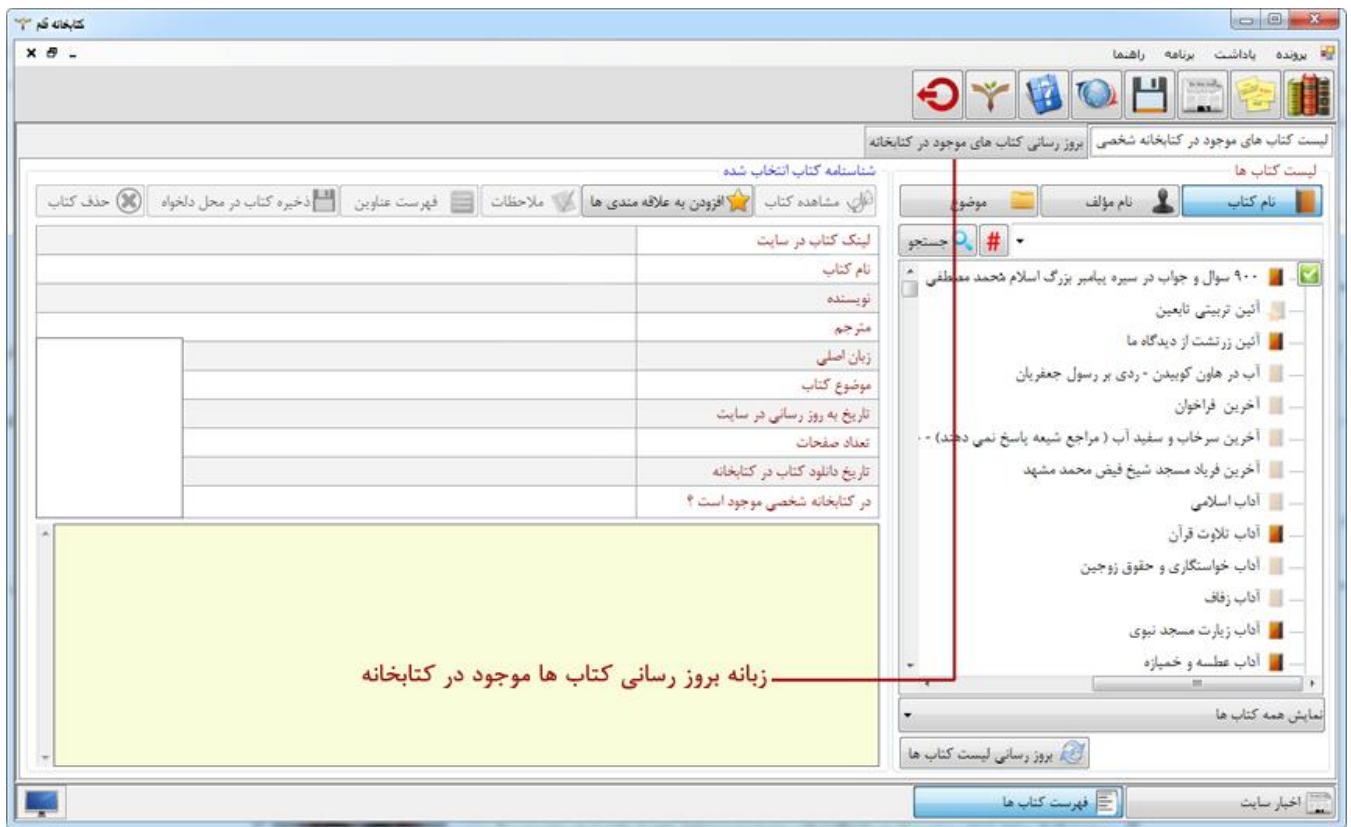 کتابخانه قلم
پرونده یاداشت برنامه راهنما
لیست کتاب های موجود در کتابخانه شخصی
بروز رسانی کتاب های موجود در کتابخانه
لیست کتاب ها
نام کتاب
نام مؤلف
موضوع
# جستجو
۹۰۰ سوال و جواب در سیره پیامبر بزرگ اسلام محمد مصطفی
آئین تربیتی تابعین
آئین زرتشت از دیدگاه ما
آب در هاون کوبیدن - ردی بر رسول جعفریان
آخرین فراخوان
آخرین سرخاب و سفید آب ( مراجع شیعه پاسخ نمی دهند) -
آخرین فریاد مسجد شیخ فیض محمد مشهد
آداب اسلامی
آداب تلاوت قرآن
آداب خواستگاری و حقوق زوجین
آداب زفاف
آداب زیارت مسجد نبوی
آداب عطسه و خمیازه
نمایش همه کتاب ها
بروز رسانی لیست کتاب ها
شناسنامه کتاب انتخاب شده
مشاهده کتاب
افزودن به علاقه مندی ها
ملاحظات
فهرست عناوین
ذخیره کتاب در محل دلخواه
حذف کتاب
لینک کتاب در سایت
نام کتاب
نویسنده
مترجم
زبان اصلی
موضوع کتاب
تاریخ به روز رسانی در سایت
تعداد صفحات
تاریخ دانلود کتاب در کتابخانه
در کتابخانه شخصی موجود است ؟
زبانه بروز رسانی کتاب ها موجود در کتابخانه
اخبار سایت
فهرست کتاب ها